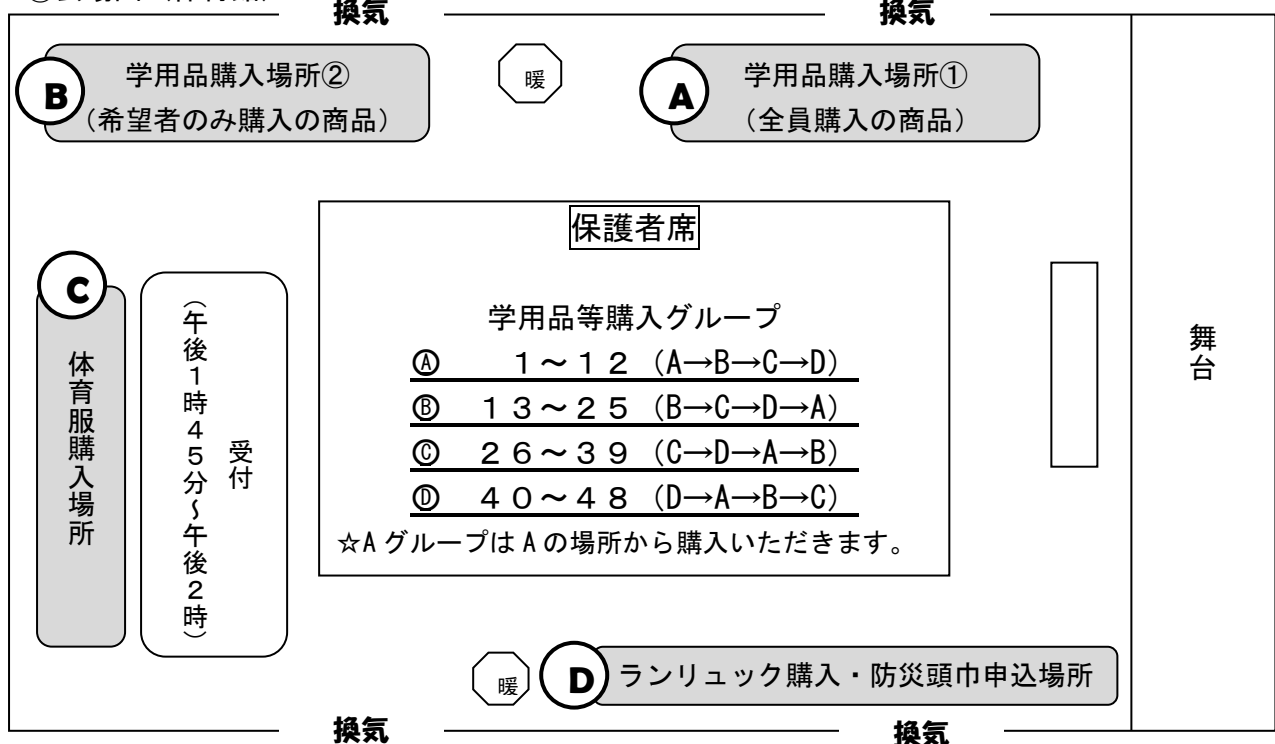 換気
換気
B
学用品購入場所②
(希望者のみ購入の商品)
暖
A
学用品購入場所①
(全員購入の商品)
保護者席
学用品等購入グループ
Ⓐ　　1~12 (A→B→C→D)
Ⓑ　13~25 (B→C→D→A)
Ⓒ　26~39 (C→D→A→B)
Ⓓ　40~48 (D→A→B→C)
☆AグループはAの場所から購入いただきます。
C
体育服購入場所
受付
(午後1時45分~午後2時)
舞台
暖
D
ランリュック購入・防災頭巾申込場所
換気
換気